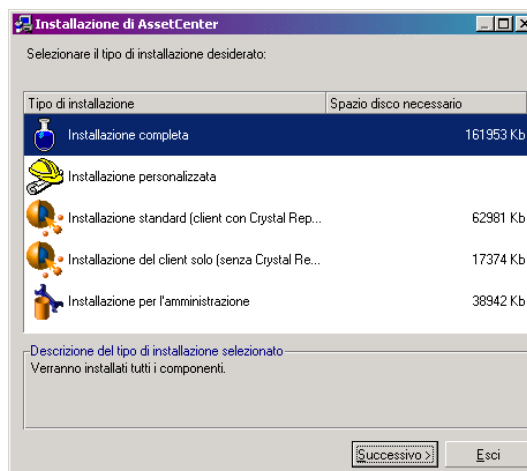 Installazione di AssetCenter
Selezionare il tipo di installazione desiderato:
Tipo di installazione Spazio disco necessario
Installazione completa 161953 Kb
Installazione personalizzata
Installazione standard (client con Crystal Rep... 62981 Kb
Installazione del client solo (senza Crystal Re... 17374 Kb
Installazione per l'amministrazione 38942 Kb
Descrizione del tipo di installazione selezionato
Verranno installati tutti i componenti.
Successivo > Esci